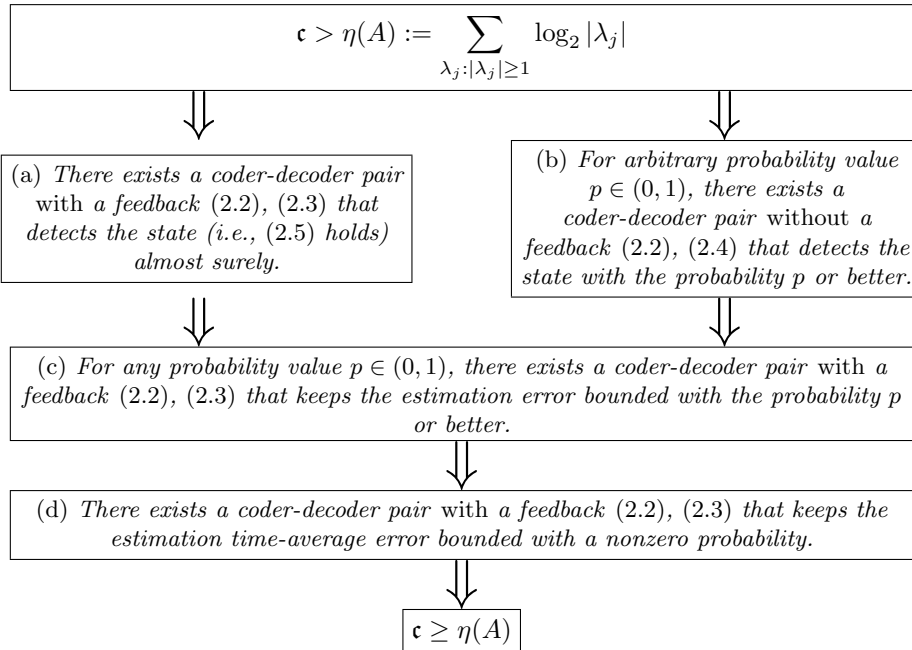 𝔠 > η(A) := ∑ log₂ |λⱼ|
λⱼ:|λⱼ|≥1
(a) There exists a coder-decoder pair
with a feedback (2.2), (2.3) that
detects the state (i.e., (2.5) holds)
almost surely.
(b) For arbitrary probability value
p ∈ (0, 1), there exists a
coder-decoder pair without a
feedback (2.2), (2.4) that detects the
state with the probability p or better.
(c) For any probability value p ∈ (0, 1), there exists a coder-decoder pair with a
feedback (2.2), (2.3) that keeps the estimation error bounded with the probability p
or better.
(d) There exists a coder-decoder pair with a feedback (2.2), (2.3) that keeps the
estimation time-average error bounded with a nonzero probability.
𝔠 ≥ η(A)